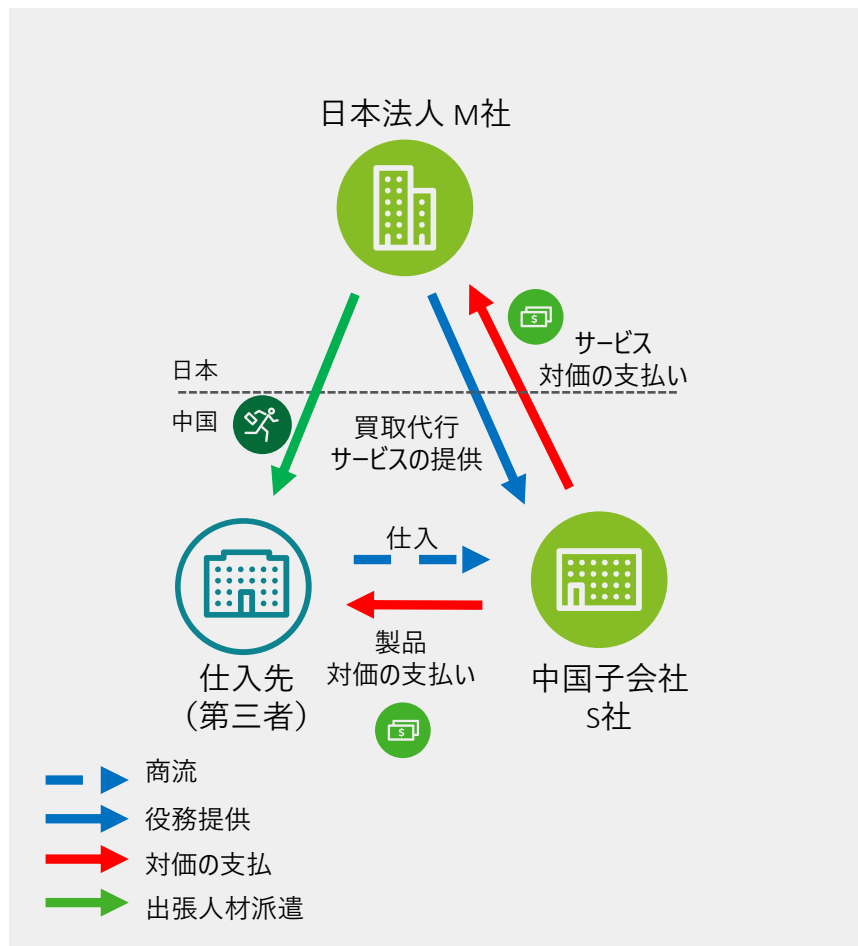 日本法人 M社
サービス
対価の支払い
日本
中国
買取代行
サービスの提供
仕入
製品
対価の支払い
仕入先
（第三者）
中国子会社
S社
商流
役務提供
対価の支払
出張人材派遣